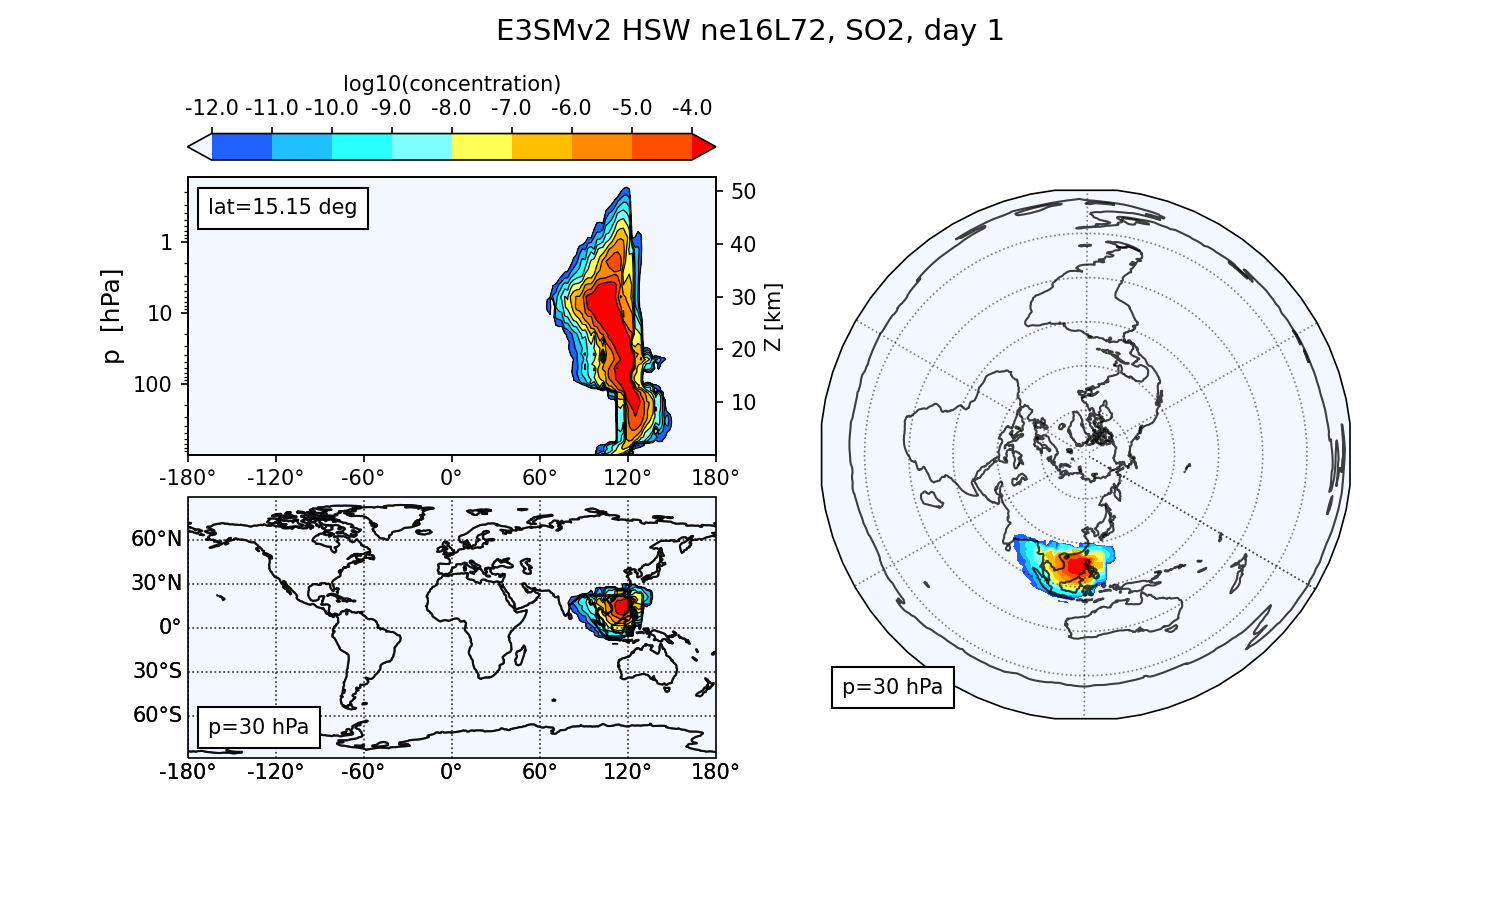 E3SMv2 HSW ne16L72, SO2, day 1
log10(concentration)
-12.0 -11.0 -10.0 -9.0 -8.0 -7.0 -6.0 -5.0 -4.0
lat=15.15 deg
p [hPa]
1
10
100
50
40
30
20
10
Z [km]
-180° -120° -60° 0° 60° 120° 180°
60°N
30°N
0°
30°S
60°S
p=30 hPa
-180° -120° -60° 0° 60° 120° 180°
p=30 hPa